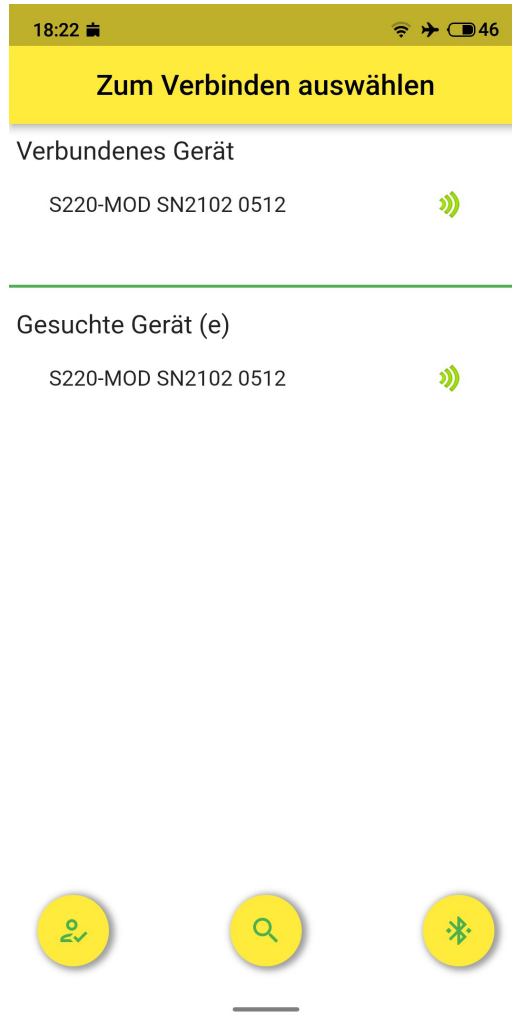 18:22
46
Zum Verbinden auswählen
Verbundenes Gerät
S220-MOD SN2102 0512
Gesuchte Gerät (e)
S220-MOD SN2102 0512